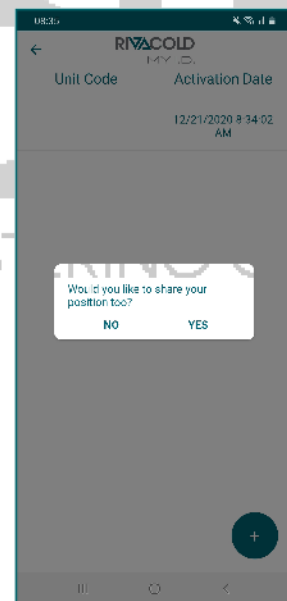 08:35
RIVACOLD
MY I.D.
Unit Code Activation Date
12/21/2020 8:34:02
AM
Would you like to share your
position too?
NO YES
+